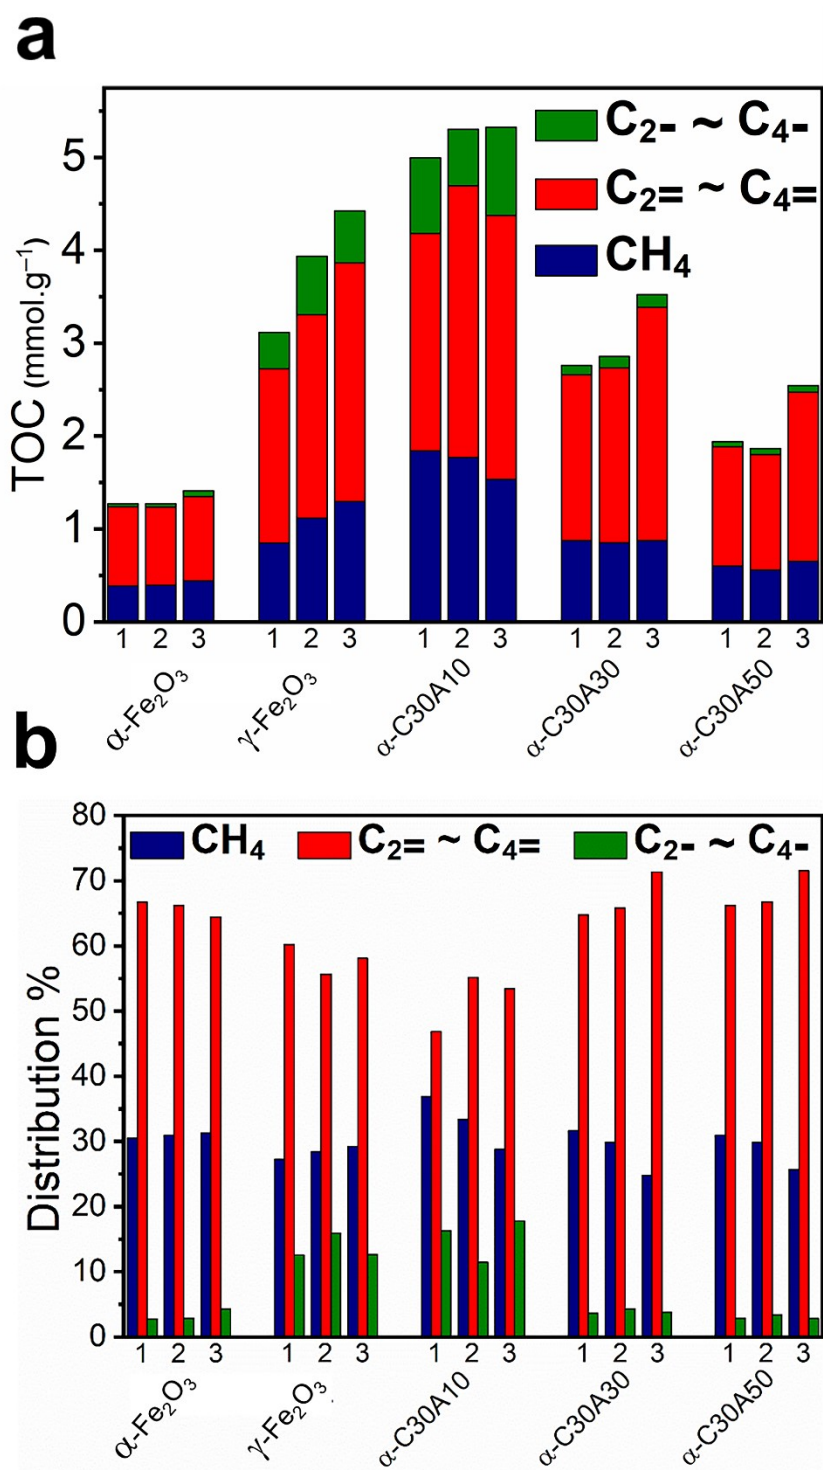 a
C₂- ~ C₄-
C₂= ~ C₄=
CH₄
TOC (mmol.g⁻¹)
5
4
3
2
1
0
1 2 3 1 2 3 1 2 3 1 2 3 1 2 3
α-Fe₂O₃ γ-Fe₂O₃ α-C30A10 α-C30A30 α-C30A50
b
CH₄ C₂= ~ C₄= C₂- ~ C₄-
Distribution %
80
70
60
50
40
30
20
10
0
1 2 3 1 2 3 1 2 3 1 2 3 1 2 3
α-Fe₂O₃ γ-Fe₂O₃ α-C30A10 α-C30A30 α-C30A50